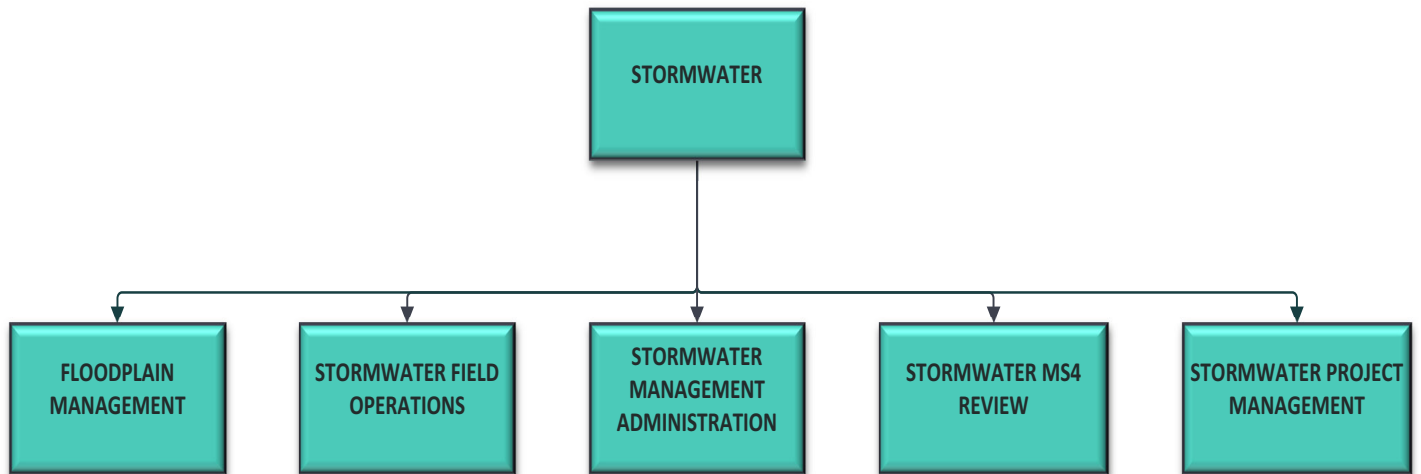 STORMWATER
FLOODPLAIN
MANAGEMENT
STORMWATER FIELD
OPERATIONS
STORMWATER
MANAGEMENT
ADMINISTRATION
STORMWATER MS4
REVIEW
STORMWATER PROJECT
MANAGEMENT